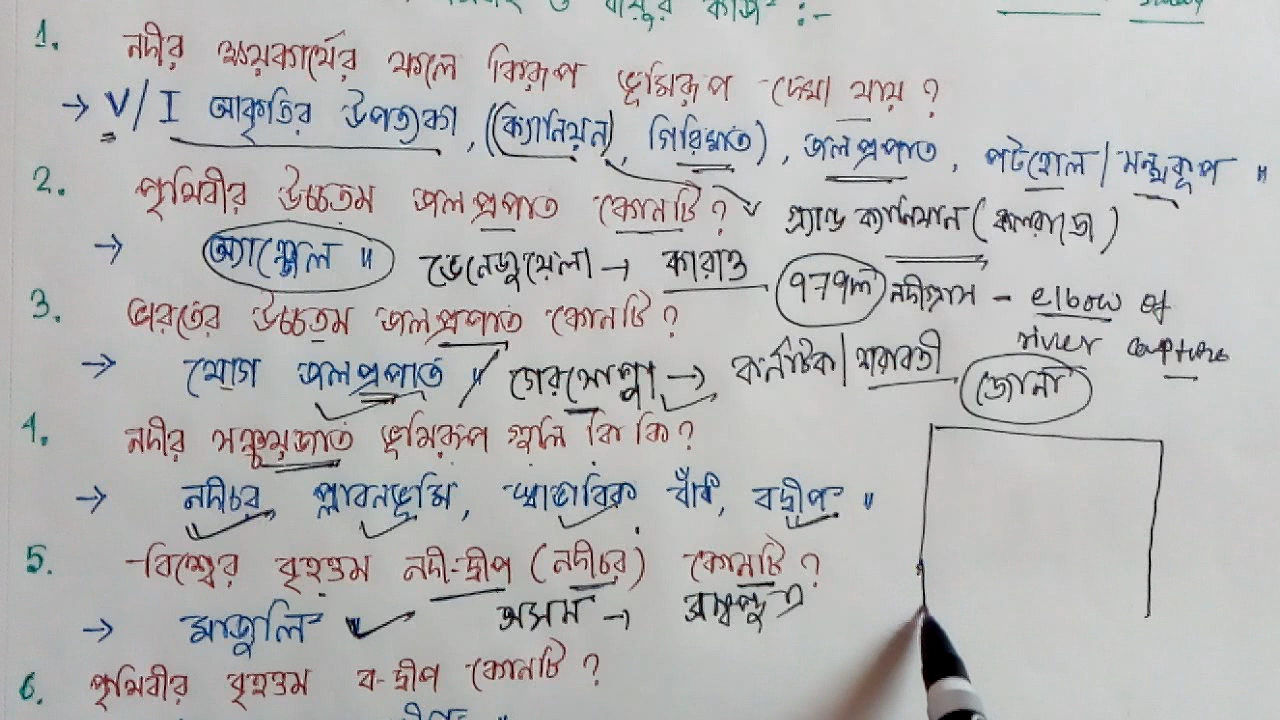 ও বায়ুর কাজ :-
1. নদীর ক্ষয়কার্যের ফলে কিরূপ ভূমিরূপ দেখা যায় ?
→ V/I আকৃতির উপত্যকা, ((ক্যানিয়ন), গিরিখাত), জলপ্রপাত, পটহোল/মন্থকূপ "
2. পৃথিবীর উচ্চতম জলপ্রপাত কোনটি ? গ্র্যান্ড ক্যানিয়ান (কলরাডো)
→ অ্যাঞ্জেল " ভেনেজুয়েলা → কারাও 979মি নদীগ্রাস - elbow of
river capture
3. ভারতের উচ্চতম জলপ্রপাত কোনটি ?
→ যোগ জলপ্রপাত " / গেরসোপ্পা → কর্নাটক/সরাবতী জোনা
4. নদীর সঞ্চয়জাত ভূমিরূপ গুলি কি কি ?
→ নদীচর, প্লাবনভূমি, স্বাভাবিক বাঁধ, বদ্বীপ "
5. বিশ্বের বৃহত্তম নদী-দ্বীপ (নদীচর) কোনটি ?
→ মাজুলি " অসম → ব্রহ্মপুত্র
6. পৃথিবীর বৃহত্তম ব-দ্বীপ কোনটি ?